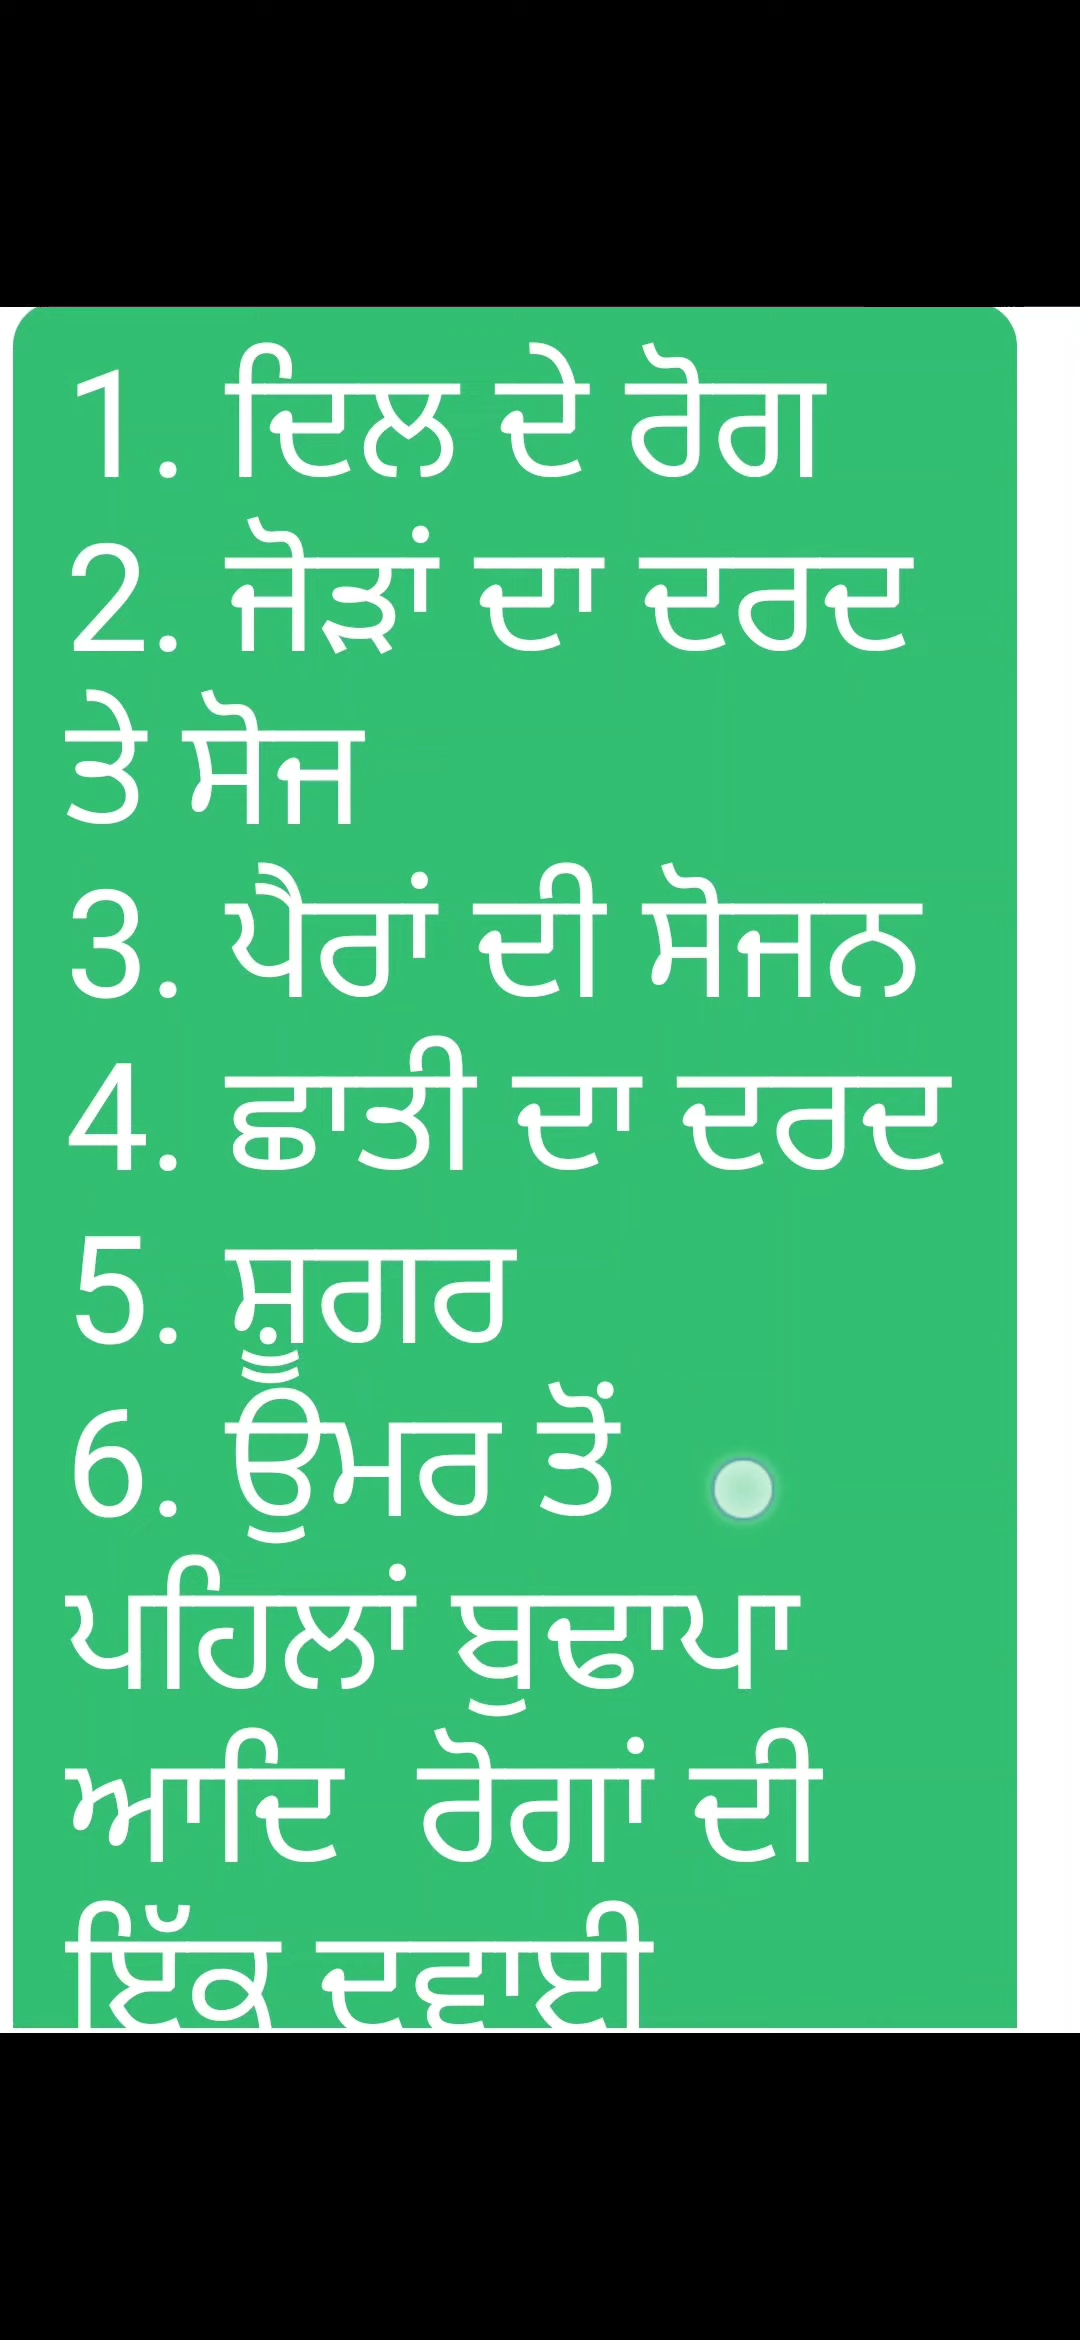 1. ਦਿਲ ਦੇ ਰੋਗ
2. ਜੋੜਾਂ ਦਾ ਦਰਦ
ਤੇ ਸੋਜ
3. ਪੈਰਾਂ ਦੀ ਸੋਜਨ
4. ਛਾਤੀ ਦਾ ਦਰਦ
5. ਸ਼ੂਗਰ
6. ਉਮਰ ਤੋਂ
ਪਹਿਲਾਂ ਬੁਢਾਪਾ
ਆਦਿ  ਰੋਗਾਂ ਦੀ
ਇੱਕ ਦਵਾਈ